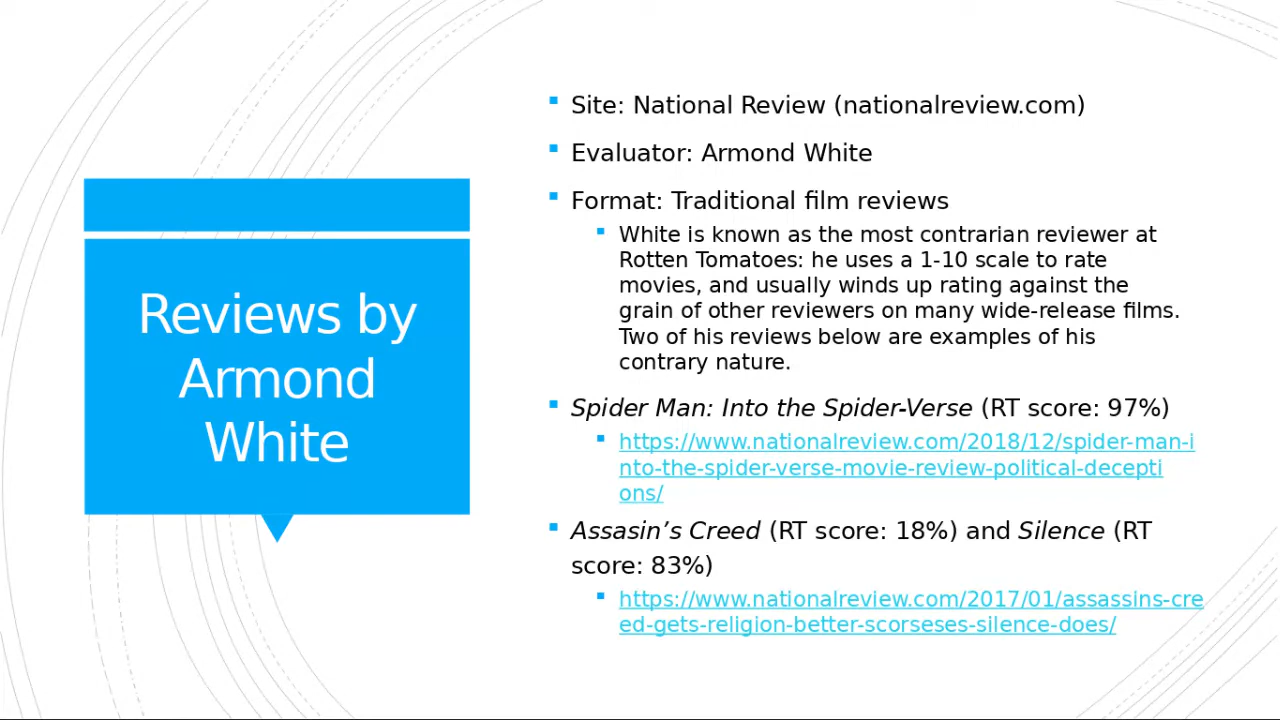 Reviews by
Armond
White
Site: National Review (nationalreview.com)
Evaluator: Armond White
Format: Traditional film reviews
White is known as the most contrarian reviewer at
Rotten Tomatoes: he uses a 1-10 scale to rate
movies, and usually winds up rating against the
grain of other reviewers on many wide-release films.
Two of his reviews below are examples of his
contrary nature.
Spider Man: Into the Spider-Verse (RT score: 97%)
https://www.nationalreview.com/2018/12/spider-man-i
nto-the-spider-verse-movie-review-political-decepti
ons/
Assasin’s Creed (RT score: 18%) and Silence (RT
score: 83%)
https://www.nationalreview.com/2017/01/assassins-cre
ed-gets-religion-better-scorseses-silence-does/